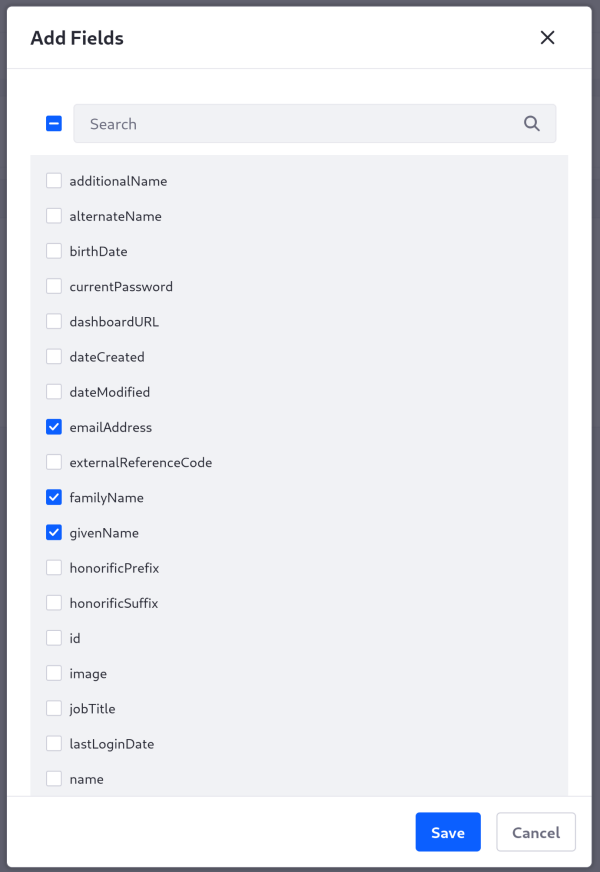 Add Fields
Search
additionalName
alternateName
birthDate
currentPassword
dashboardURL
dateCreated
dateModified
emailAddress
externalReferenceCode
familyName
givenName
honorificPrefix
honorificSuffix
id
image
jobTitle
lastLoginDate
name
Save Cancel